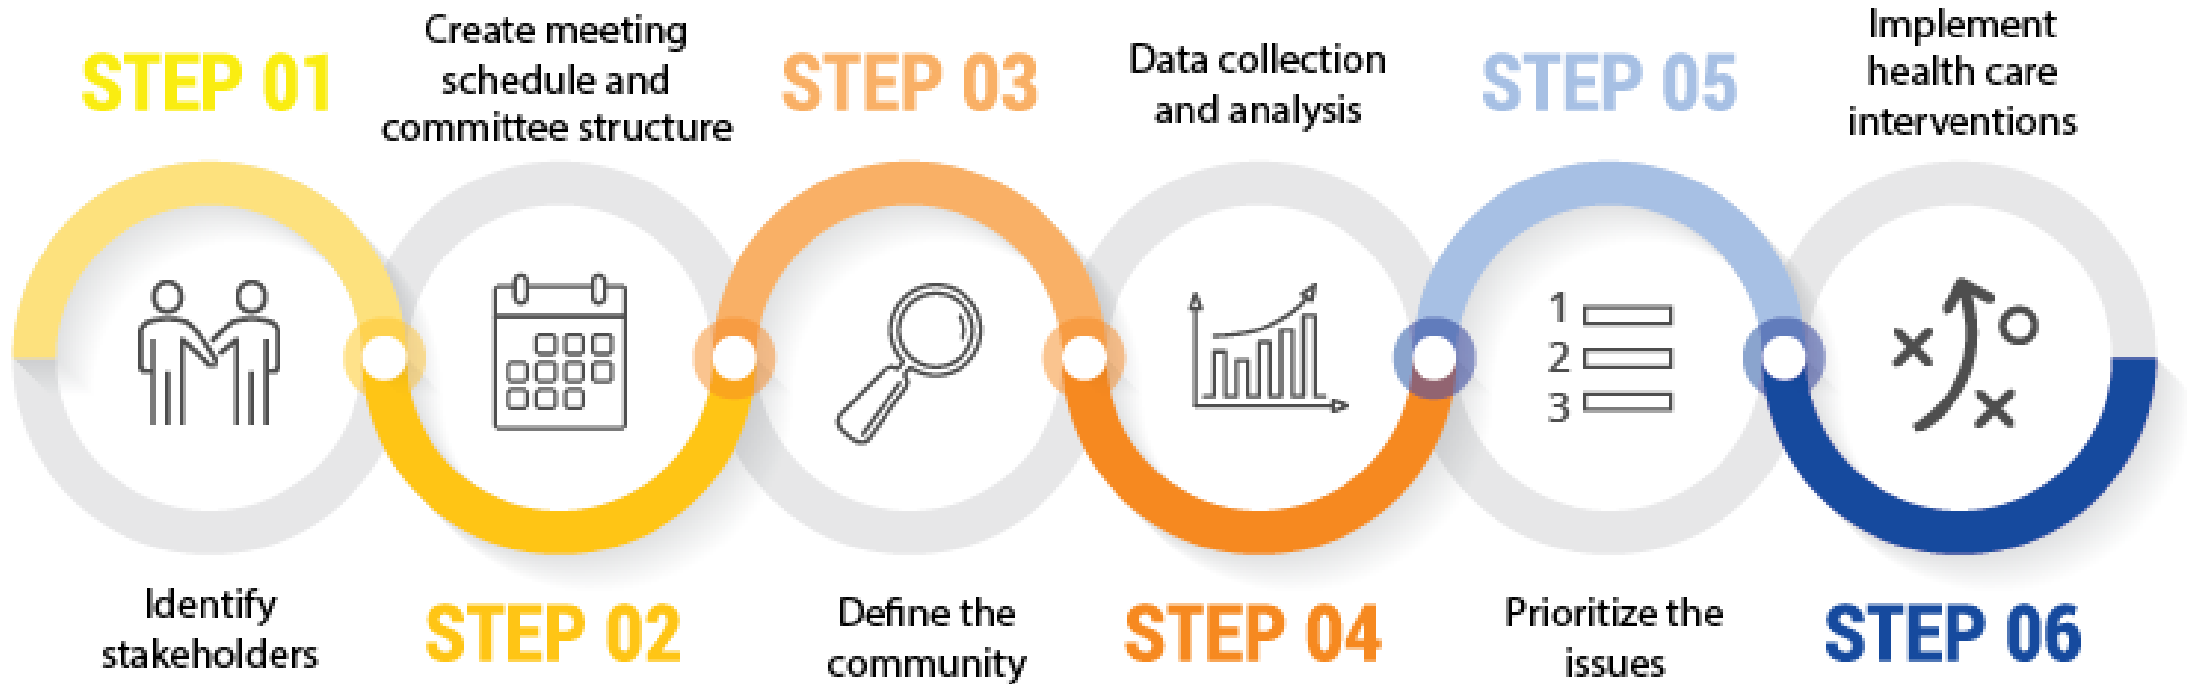 STEP 01
Identify
stakeholders
Create meeting
schedule and
committee structure
STEP 02
STEP 03
Define the
community
Data collection
and analysis
STEP 04
STEP 05
1
2
3
Prioritize the
issues
Implement
health care
interventions
STEP 06